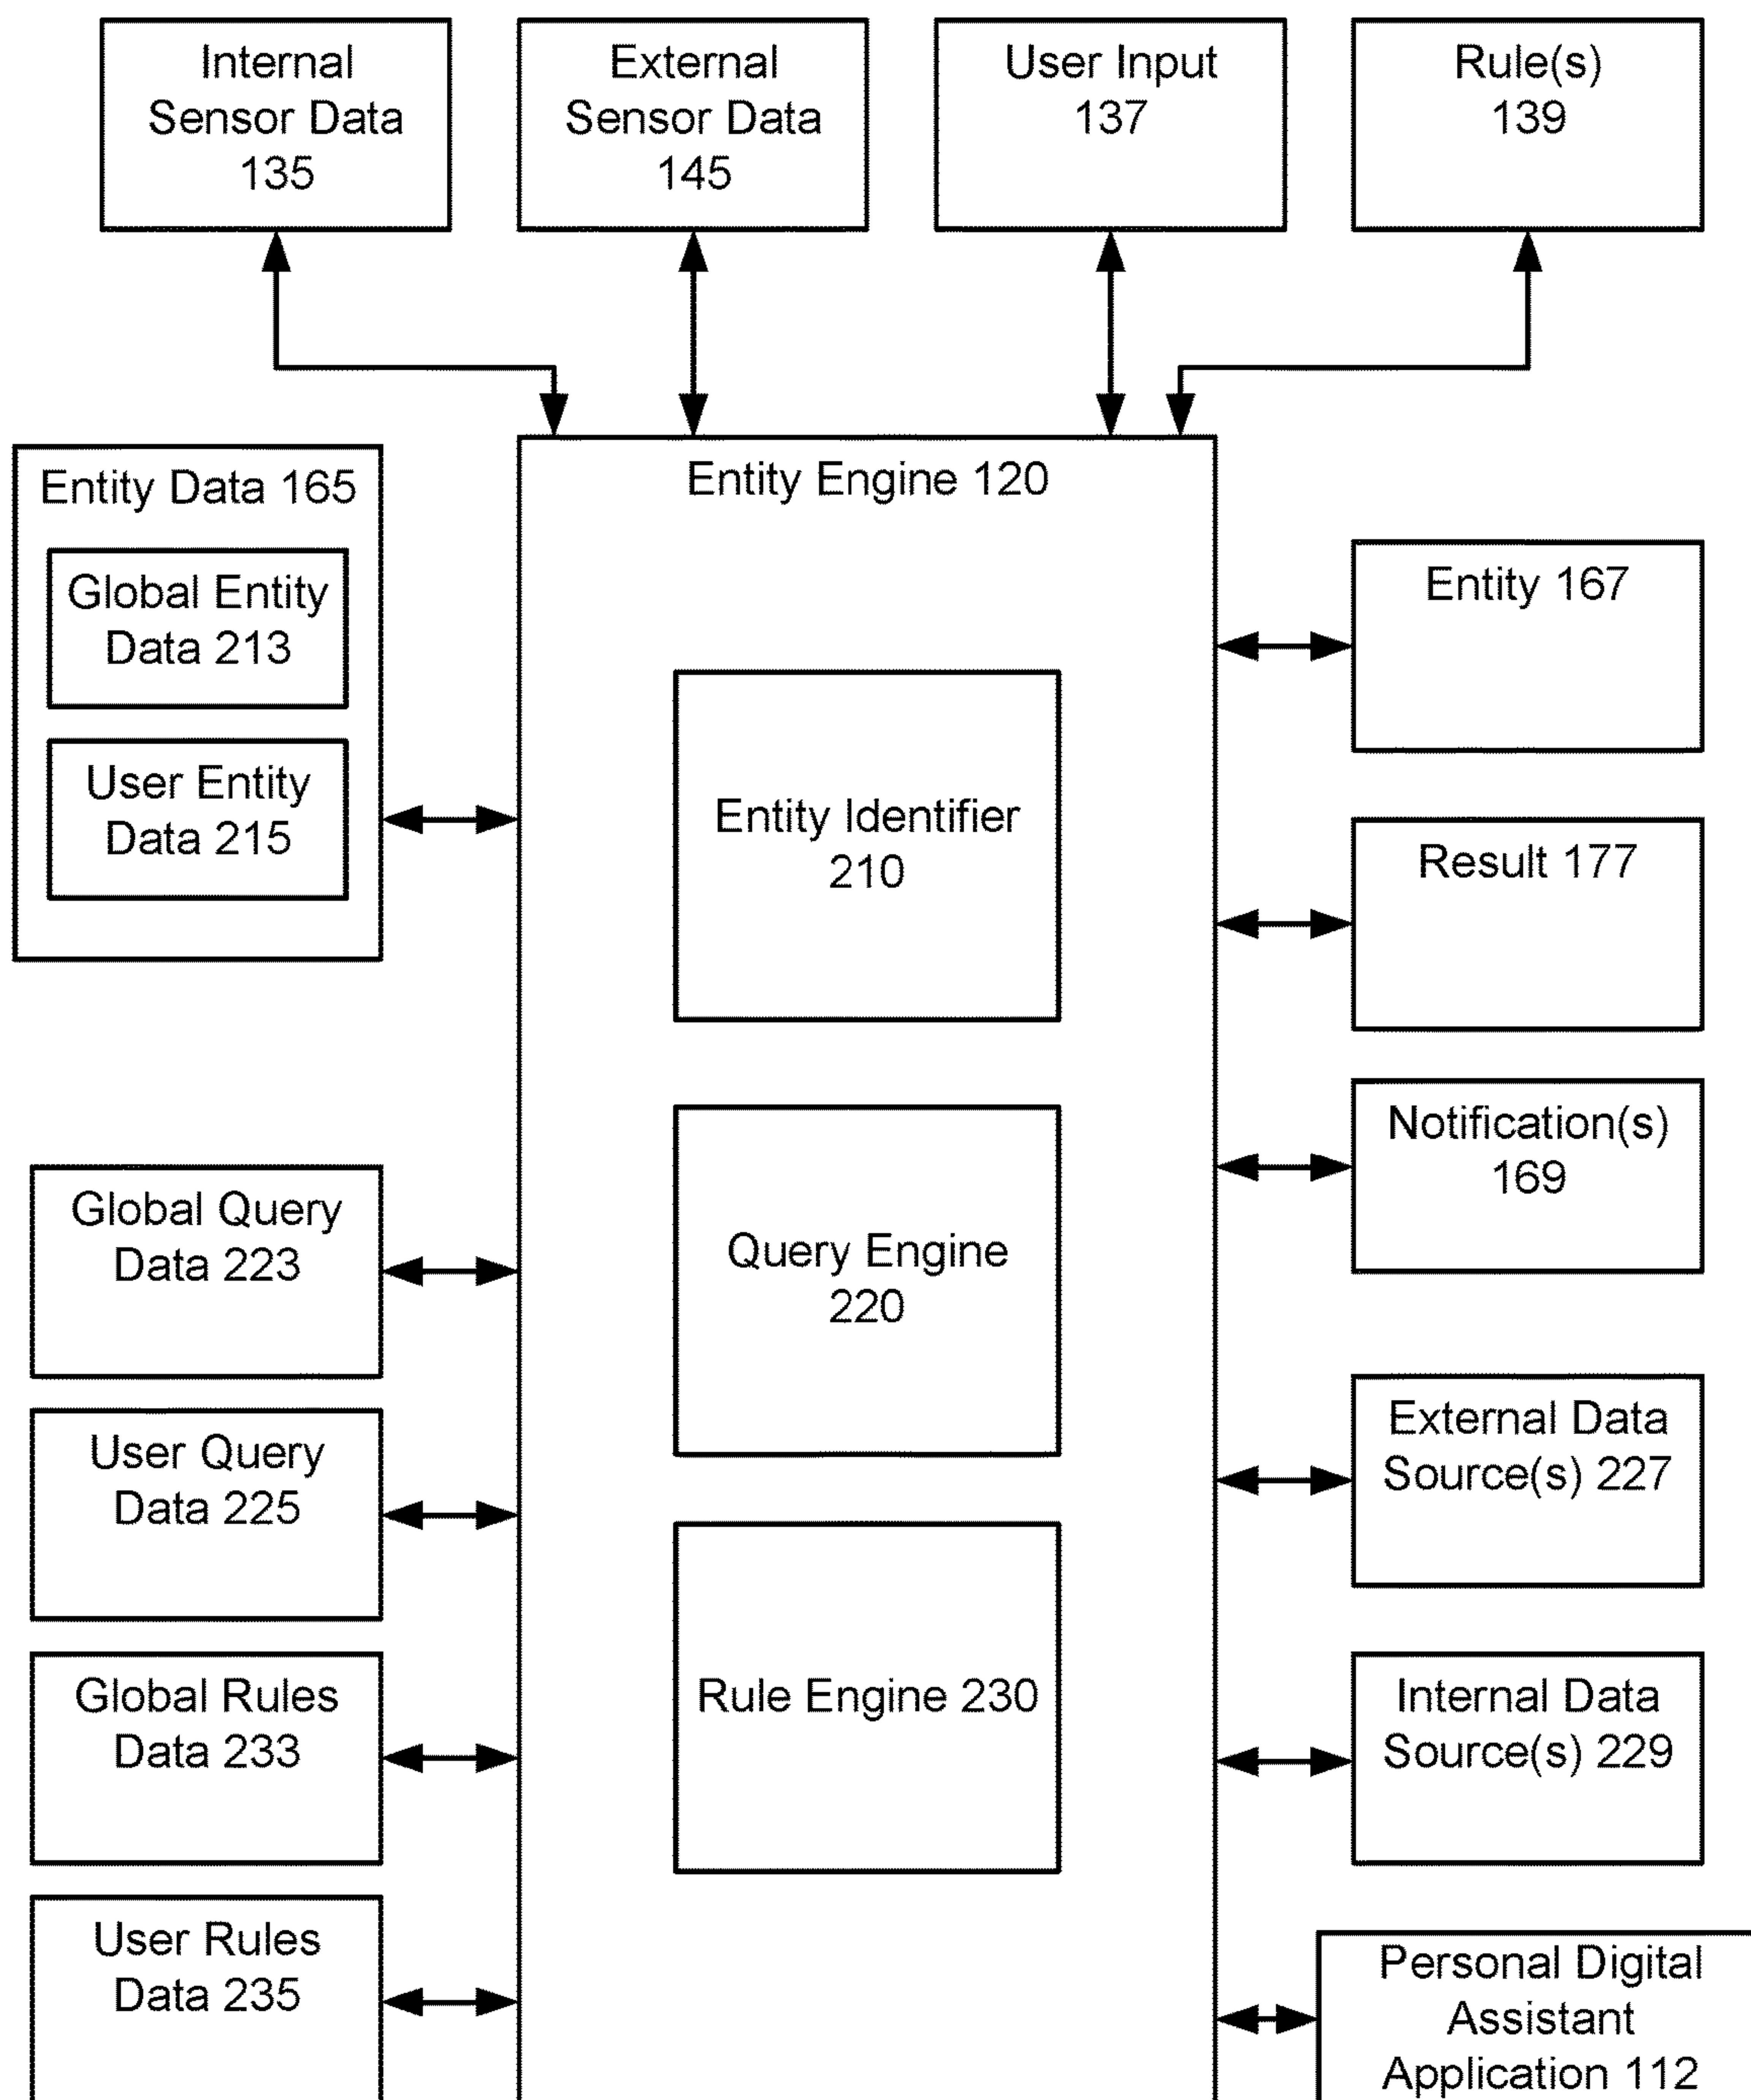 Internal
Sensor Data
135
External
Sensor Data
145
User Input
137
Rule(s)
139
Entity Data 165
Global Entity
Data 213
User Entity
Data 215
Global Query
Data 223
User Query
Data 225
Global Rules
Data 233
User Rules
Data 235
Entity Engine 120
Entity Identifier
210
Query Engine
220
Rule Engine 230
Entity 167
Result 177
Notification(s)
169
External Data
Source(s) 227
Internal Data
Source(s) 229
Personal Digital
Assistant
Application 112